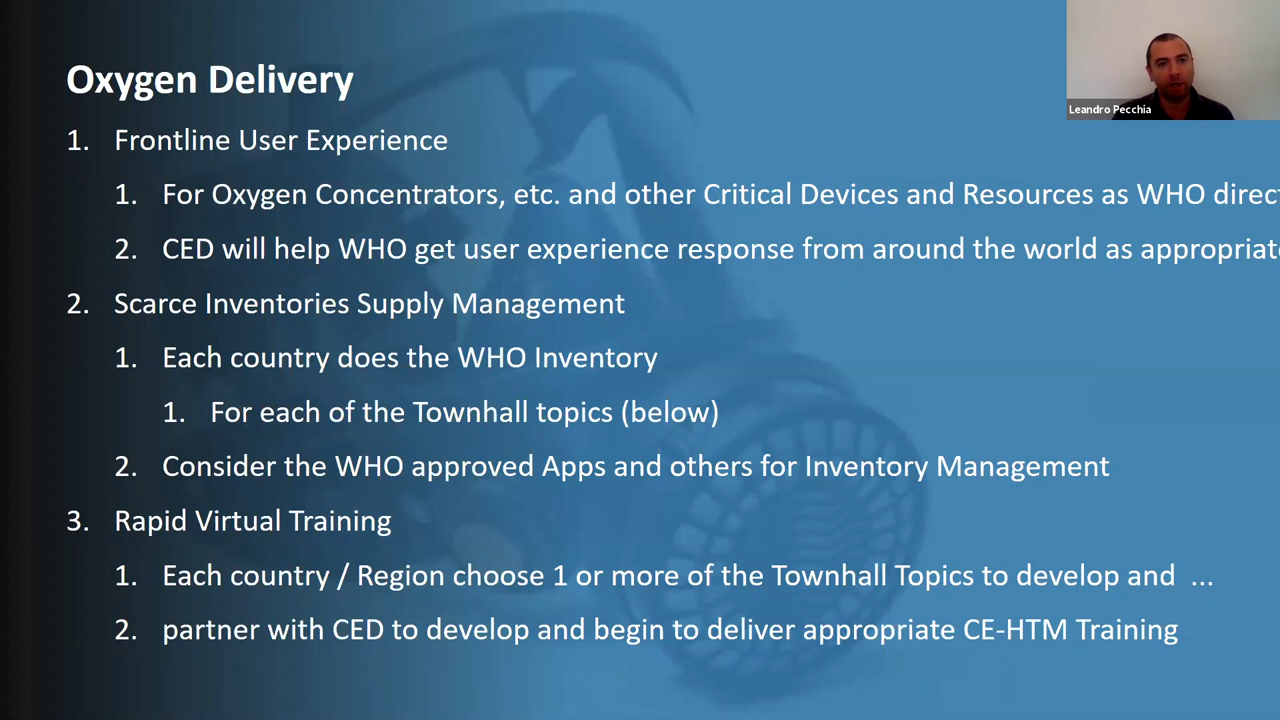 Oxygen Delivery
Leandro Pecchia
1. Frontline User Experience
1. For Oxygen Concentrators, etc. and other Critical Devices and Resources as WHO
2. CED will help WHO get user experience response from around the world as
2. Scarce Inventories Supply Management
1. Each country does the WHO Inventory
1. For each of the Townhall topics (below)
2. Consider the WHO approved Apps and others for Inventory Management
3. Rapid Virtual Training
1. Each country / Region choose 1 or more of the Townhall Topics to develop and ...
2. partner with CED to develop and begin to deliver appropriate CE-HTM Training